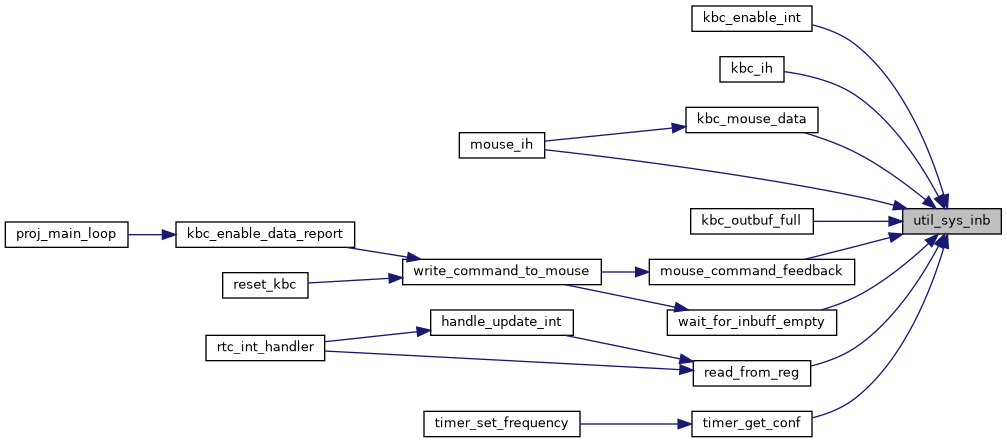 kbc_enable_int
kbc_ih
kbc_mouse_data
mouse_ih
kbc_outbuf_full
util_sys_inb
proj_main_loop
kbc_enable_data_report
write_command_to_mouse
mouse_command_feedback
reset_kbc
handle_update_int
wait_for_inbuff_empty
rtc_int_handler
read_from_reg
timer_set_frequency
timer_get_conf